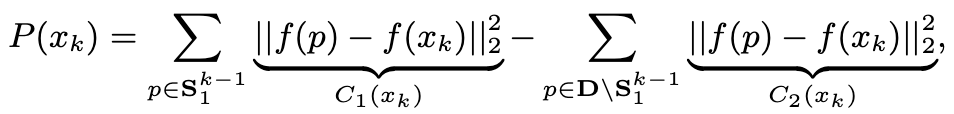 $P(x_k) = \sum_{p \in \mathbf{S}_1^{k-1}} \underbrace{||f(p) - f(x_k)||_2^2}_{C_1(x_k)} - \sum_{p \in \mathbf{D} \setminus \mathbf{S}_1^{k-1}} \underbrace{||f(p) - f(x_k)||_2^2}_{C_2(x_k)},$